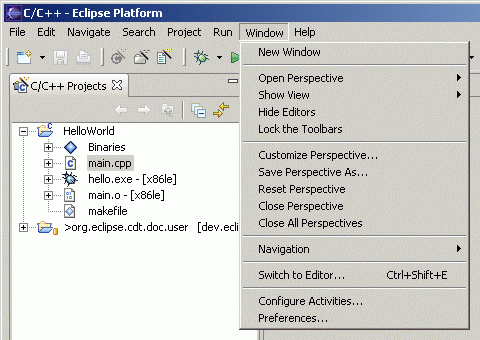 C/C++ - Eclipse Platform
File Edit Navigate Search Project Run Window Help
New Window
Open Perspective
Show View
Hide Editors
Lock the Toolbars
Customize Perspective...
Save Perspective As...
Reset Perspective
Close Perspective
Close All Perspectives
Navigation
Switch to Editor... Ctrl+Shift+E
Configure Activities...
Preferences...
C/C++ Projects
HelloWorld
Binaries
main.cpp
hello.exe - [x86le]
main.o - [x86le]
makefile
>org.eclipse.cdt.doc.user [dev.ecli